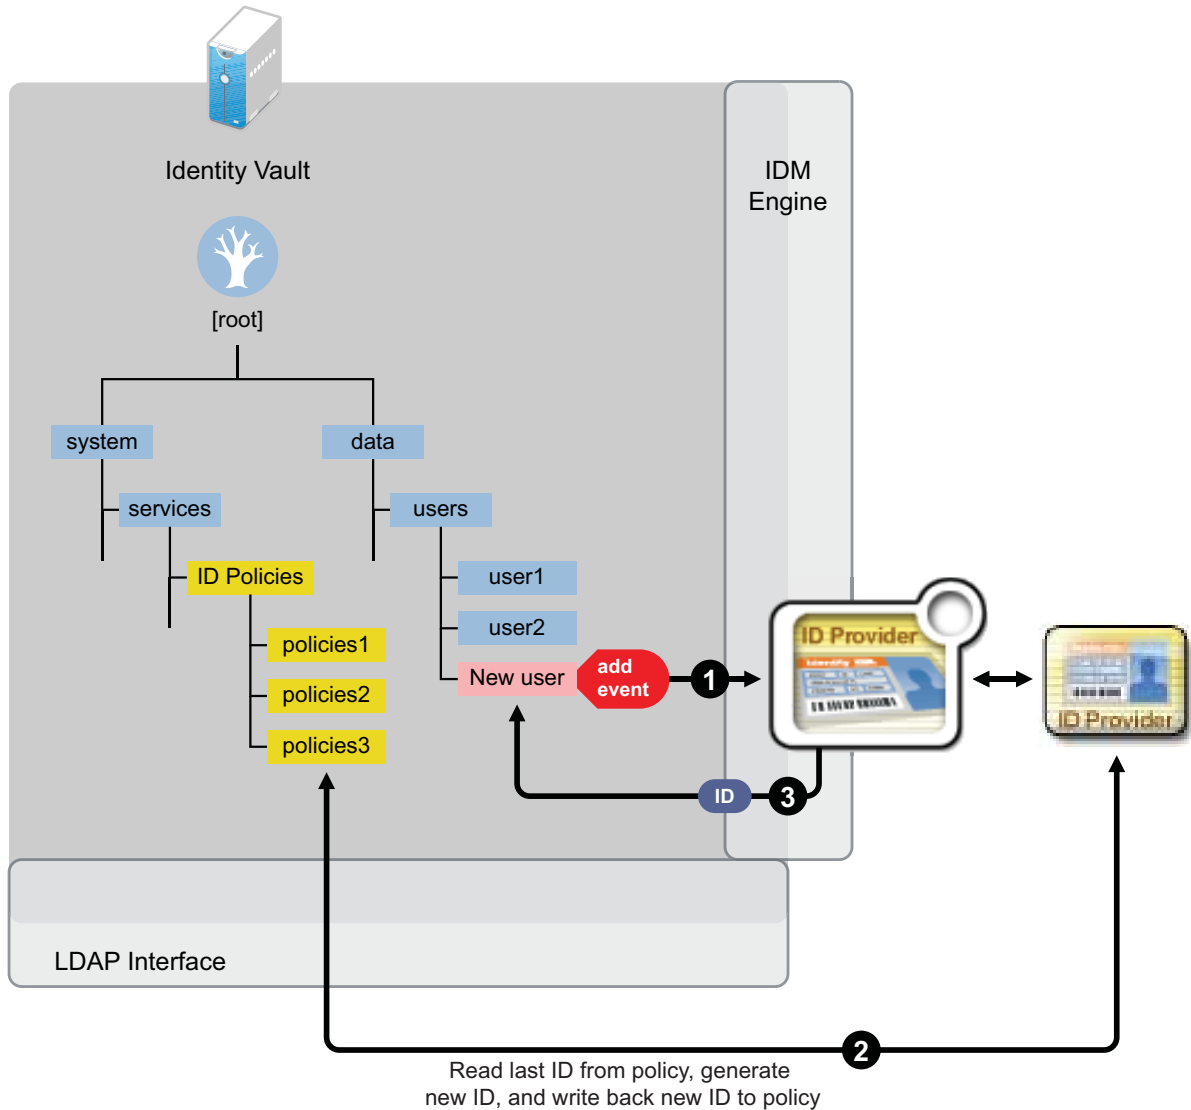 Identity Vault
IDM
Engine
[root]
system
data
services
users
ID Policies
user1
user2
policies1
policies2
policies3
New user
add
event
1
ID Provider
Identity
ID Provider
ID
3
LDAP Interface
2
Read last ID from policy, generate
new ID, and write back new ID to policy